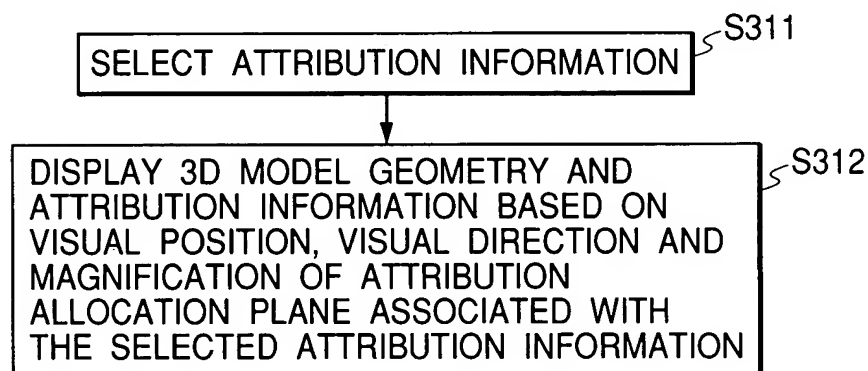 S311
SELECT ATTRIBUTION INFORMATION
S312
DISPLAY 3D MODEL GEOMETRY AND
ATTRIBUTION INFORMATION BASED ON
VISUAL POSITION, VISUAL DIRECTION AND
MAGNIFICATION OF ATTRIBUTION
ALLOCATION PLANE ASSOCIATED WITH
THE SELECTED ATTRIBUTION INFORMATION